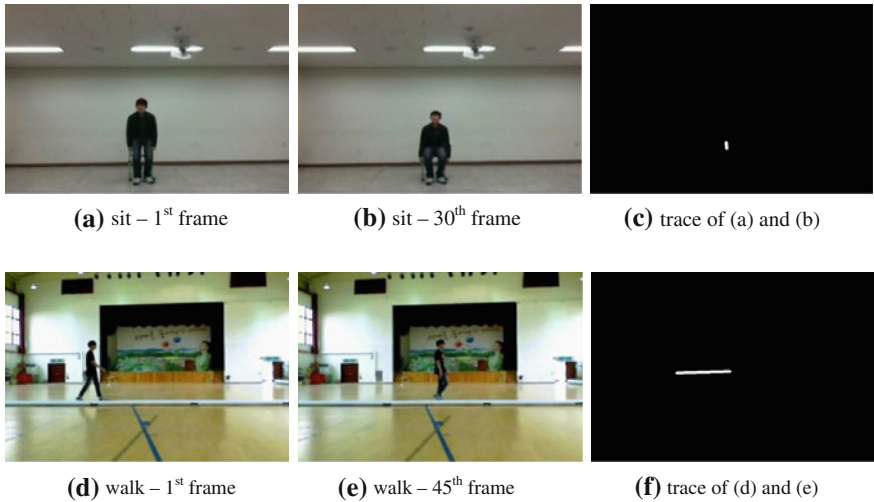 (a) sit – 1st frame
(b) sit – 30th frame
(c) trace of (a) and (b)
(d) walk – 1st frame
(e) walk – 45th frame
(f) trace of (d) and (e)